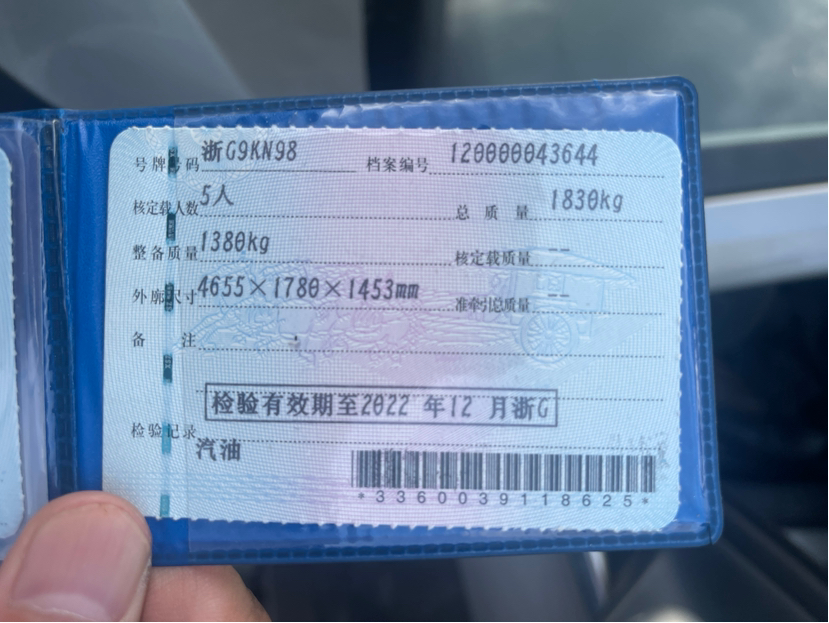 号牌号码 浙G9KN98 档案编号 120000043644
核定载人数 5人 总质量 1830kg
整备质量 1380kg 核定载质量 --
外廓尺寸 4655×1780×1453mm 准牵引总质量 --
备注
检验有效期至2022年12月浙G
检验记录
汽油
*3360039118625*